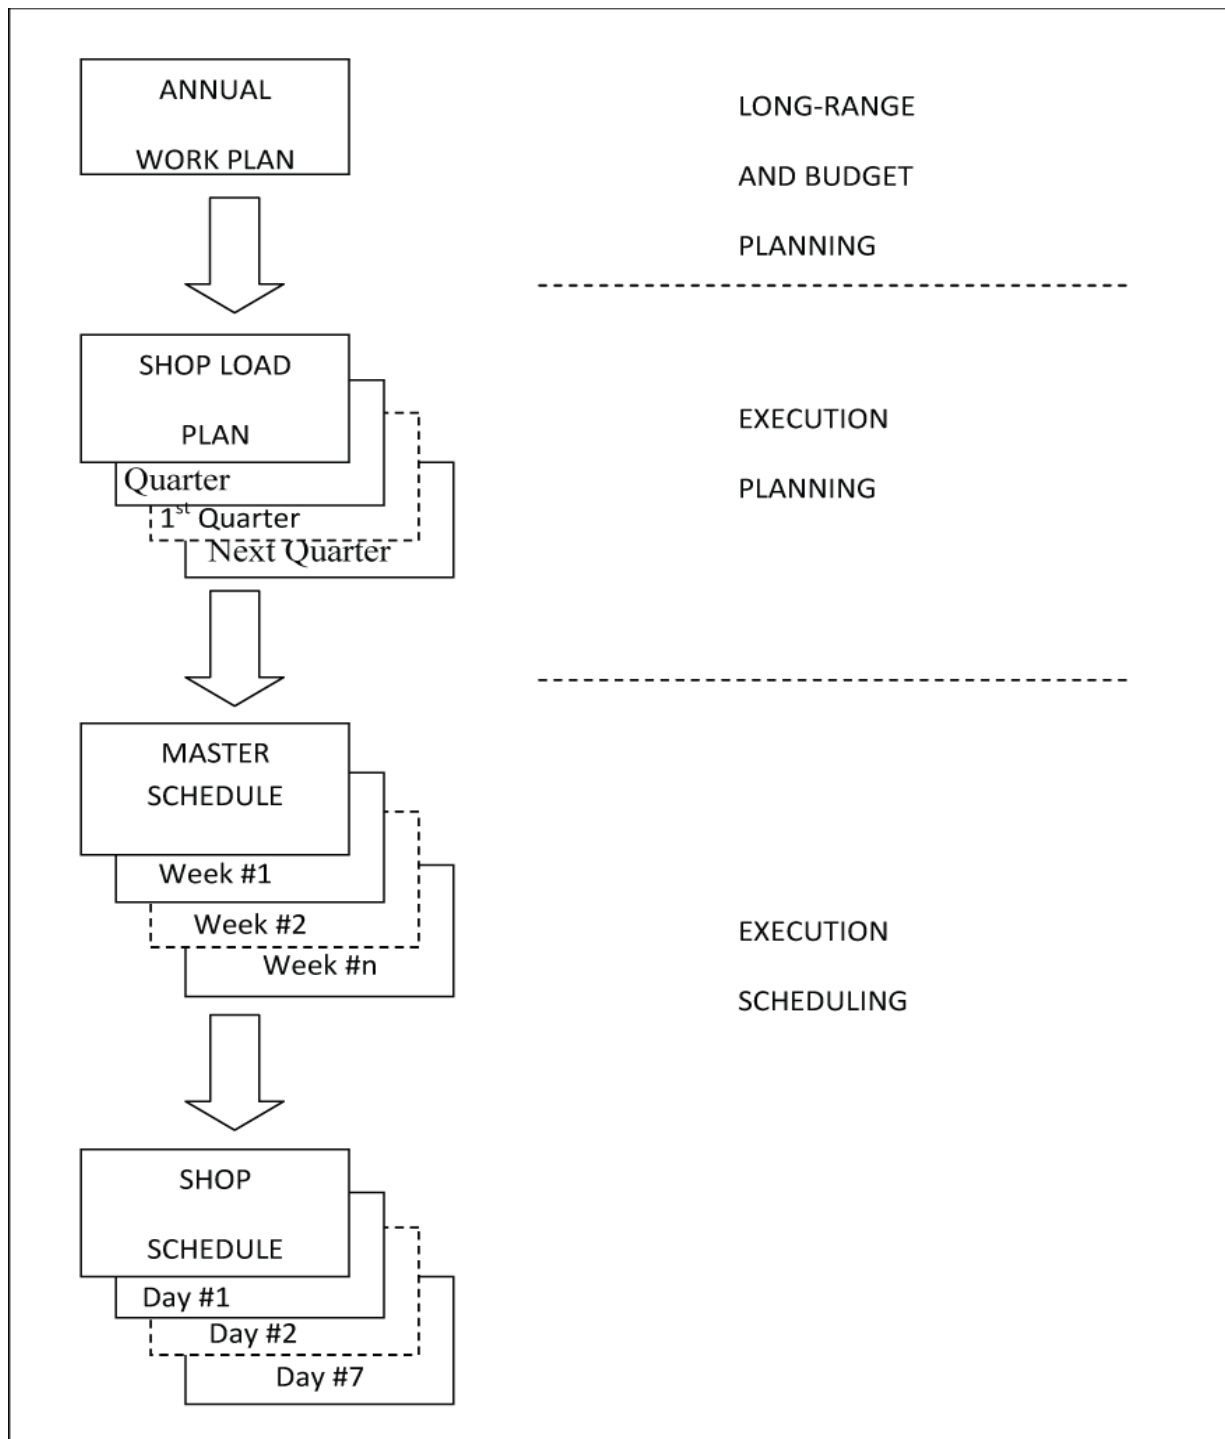 ANNUAL
WORK PLAN
LONG-RANGE
AND BUDGET
PLANNING
SHOP LOAD
PLAN
Quarter
1st Quarter
Next Quarter
EXECUTION
PLANNING
MASTER
SCHEDULE
Week #1
Week #2
Week #n
EXECUTION
SCHEDULING
SHOP
SCHEDULE
Day #1
Day #2
Day #7